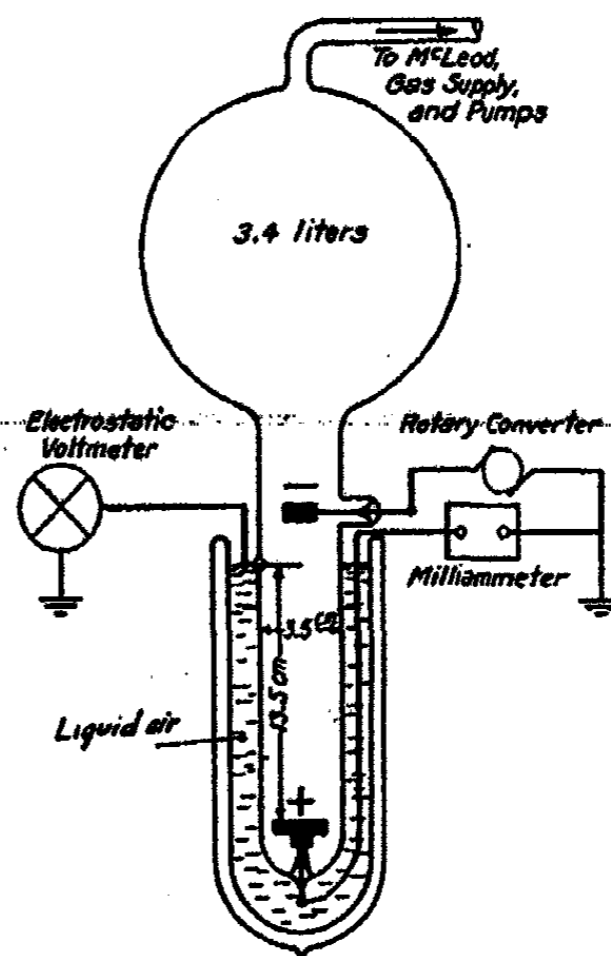 To McLeod,
Gas Supply,
and Pumps
3.4 liters
Electrostatic
Voltmeter
Rotary Converter
−
Milliammeter
3.5 cm
13.5 cm
Liquid air
+